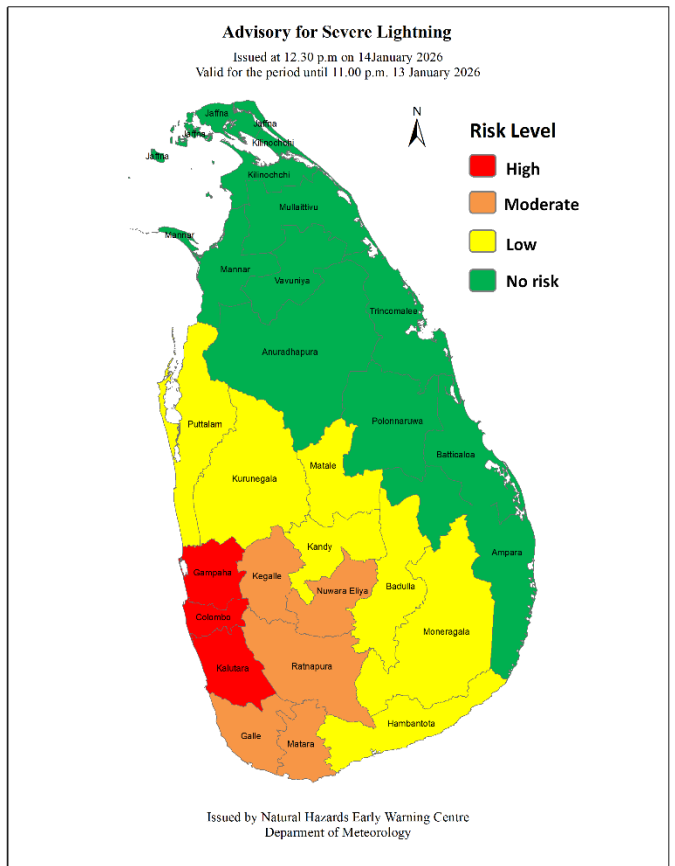 Advisory for Severe Lightning
Issued at 12.30 p.m on 14January 2026
Valid for the period until 11.00 p.m. 13 January 2026
N
Risk Level
High
Moderate
Low
No risk
Jaffna
Jaffna
Jaffna
Kilinochchi
Jaffna
Kilinochchi
Mullaittivu
Mannar
Mannar
Vavuniya
Trincomalee
Anuradhapura
Puttalam
Polonnaruwa
Matale
Batticaloa
Kurunegala
Kandy
Ampara
Gampaha
Kegalle
Nuwara Eliya
Badulla
Colombo
Moneragala
Kalutara
Ratnapura
Hambantota
Galle
Matara
Issued by Natural Hazards Early Warning Centre
Deparment of Meteorology